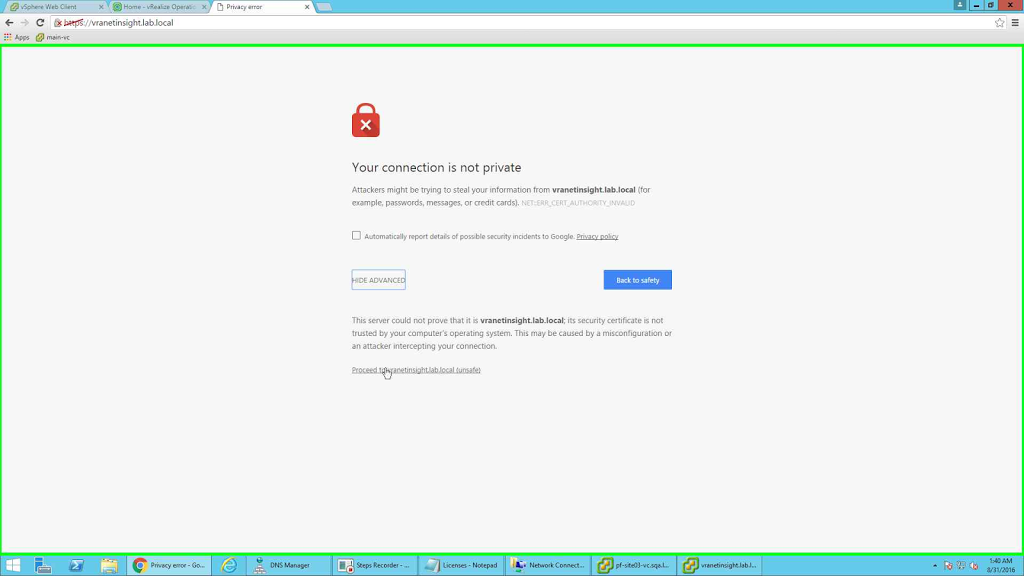 vSphere Web Client
Home - vRealize Operati
Privacy error
https://vranetinsight.lab.local
Apps
main-vc
Your connection is not private
Attackers might be trying to steal your information from vranetinsight.lab.local (for
example, passwords, messages, or credit cards). NET::ERR_CERT_AUTHORITY_INVALID
Automatically report details of possible security incidents to Google. Privacy policy
HIDE ADVANCED
Back to safety
This server could not prove that it is vranetinsight.lab.local; its security certificate is not
trusted by your computer's operating system. This may be caused by a misconfiguration or
an attacker intercepting your connection.
Proceed to vranetinsight.lab.local (unsafe)
Privacy error - Go...
DNS Manager
Steps Recorder - ...
Licenses - Notepad
Network Connect...
pf-site03-vc.sqa.l...
vranetinsight.lab.l...
1:40 AM
8/31/2016